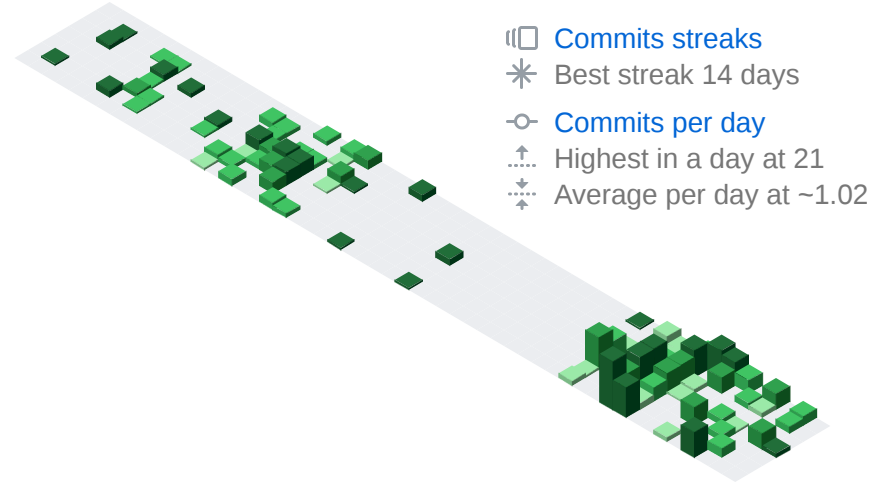 Commits streaks
Best streak 14 days
Commits per day
Highest in a day at 21
Average per day at ~1.02